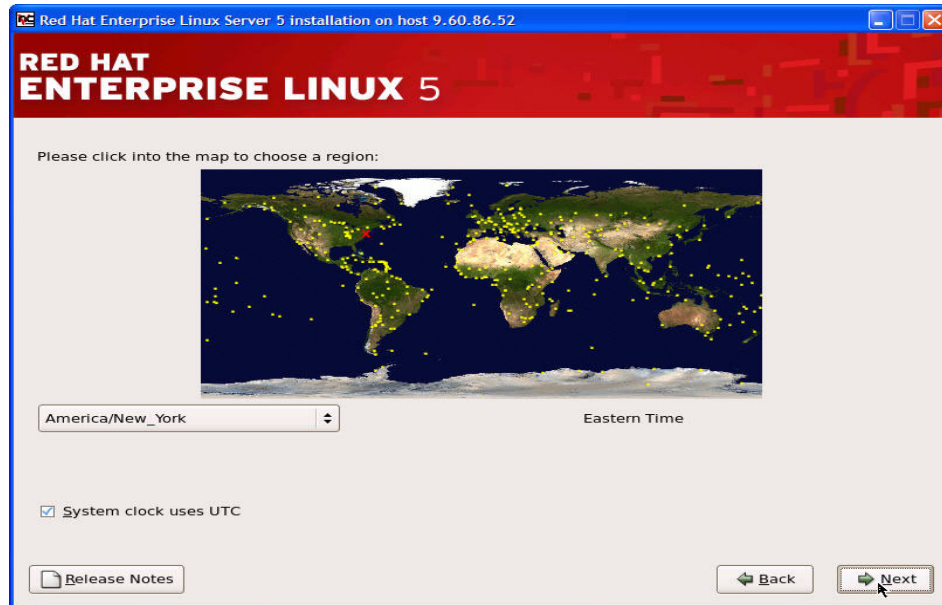 Red Hat Enterprise Linux Server 5 installation on host 9.60.86.52
RED HAT
ENTERPRISE LINUX 5
Please click into the map to choose a region:
America/New_York
Eastern Time
System clock uses UTC
Release Notes
Back
Next